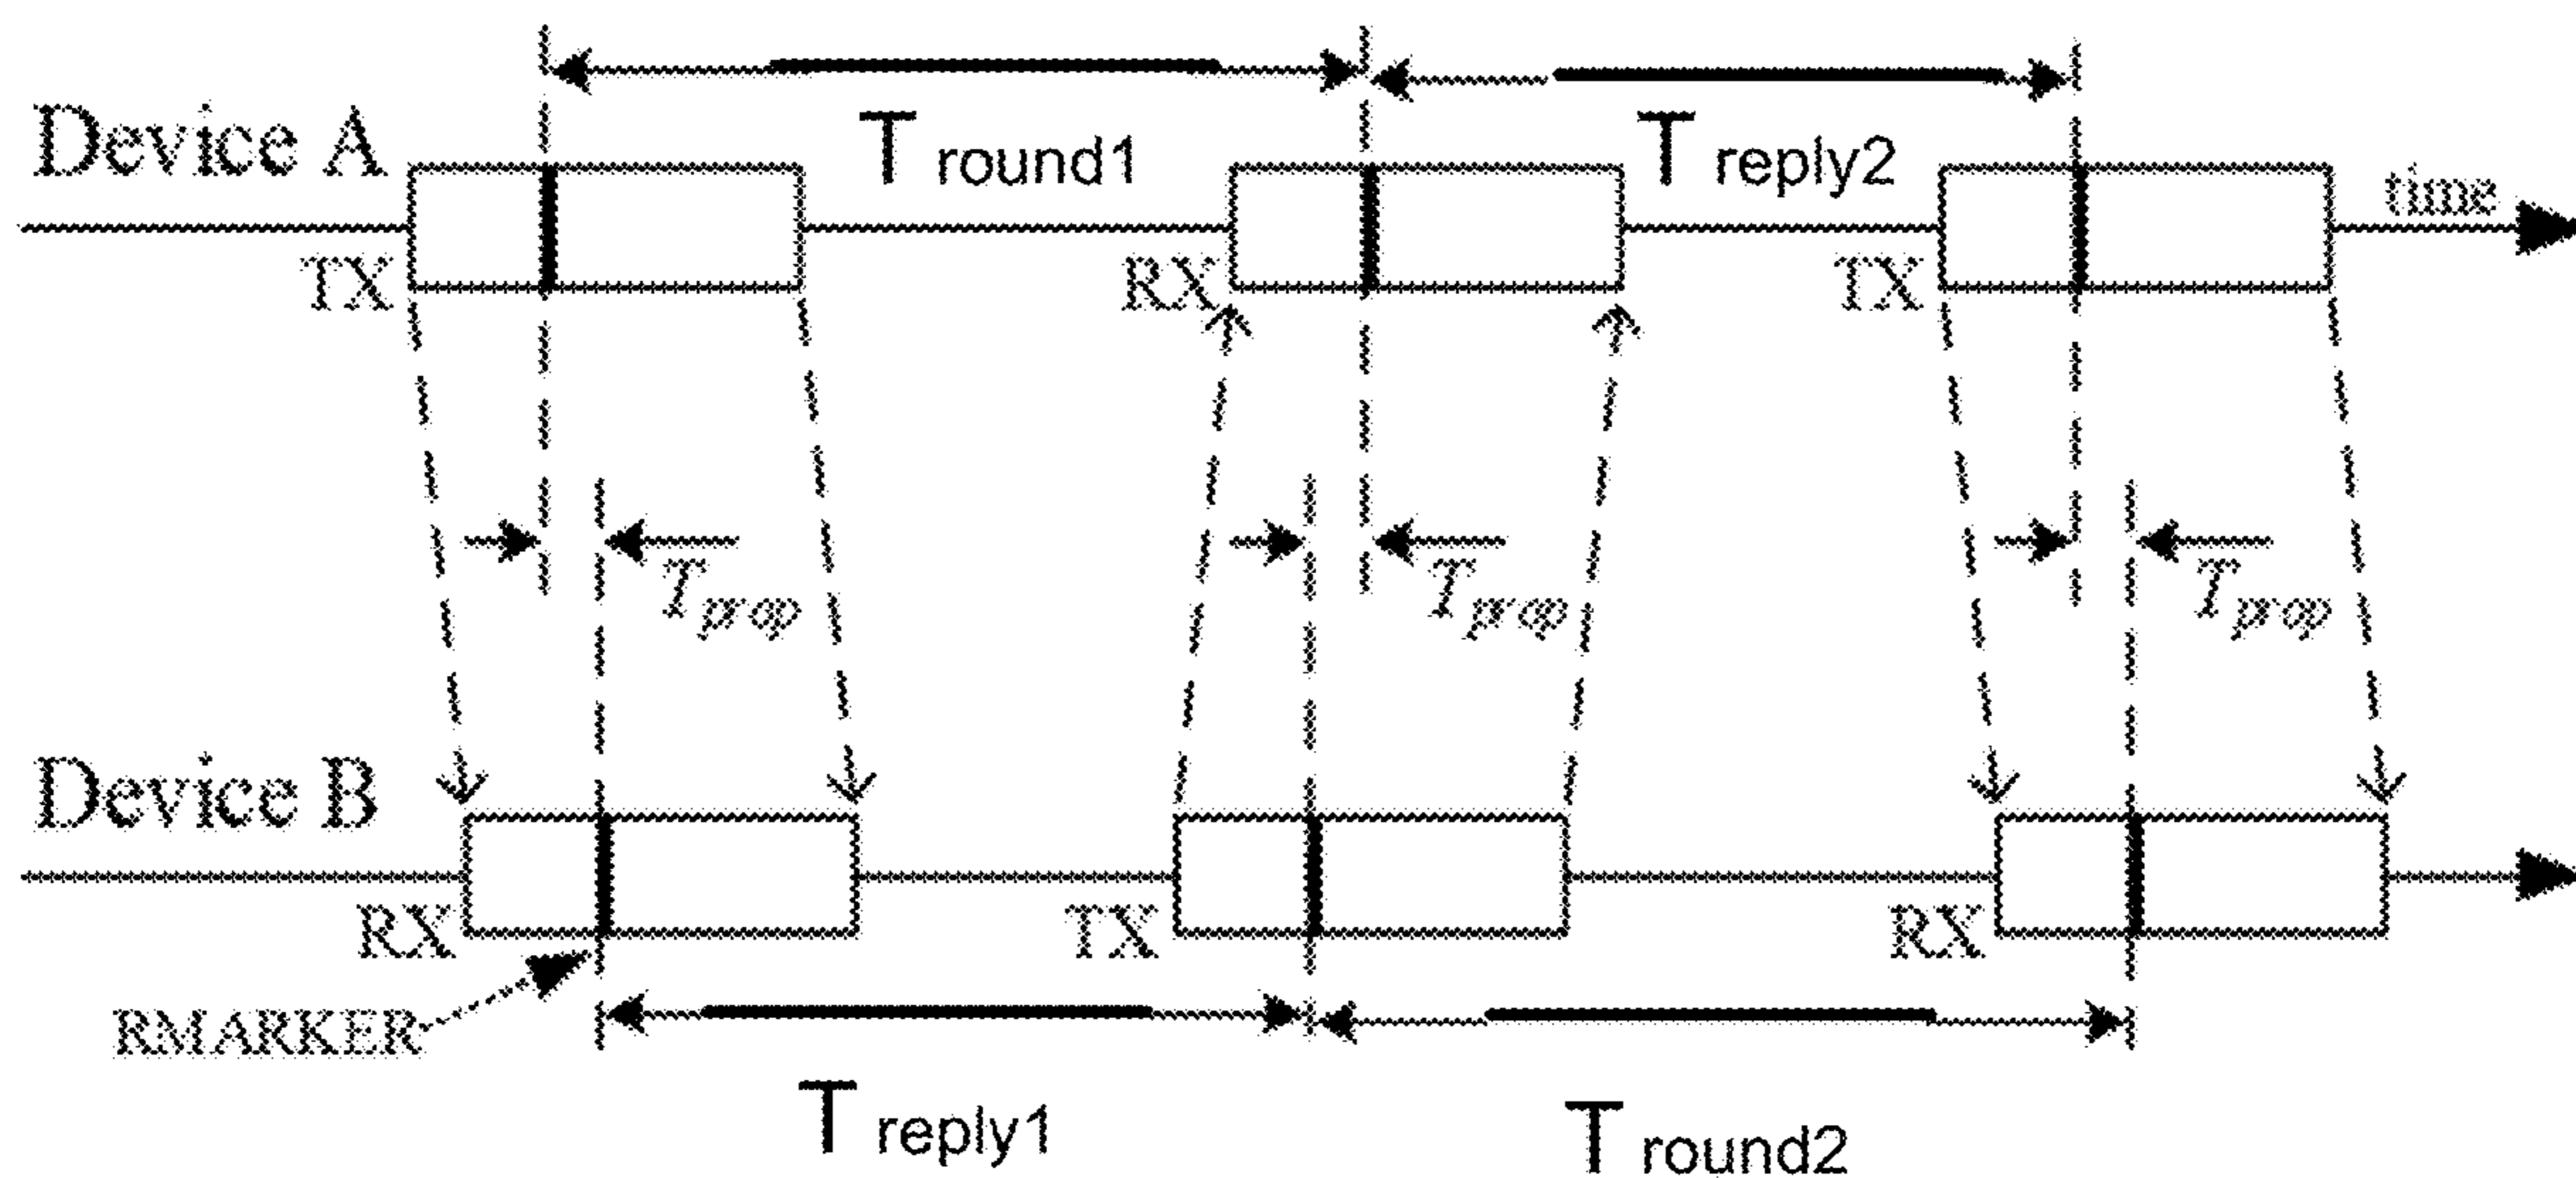 Device A
T round1
T reply2
time
TX
RX
TX
Tprop
Tprop
Tprop
Device B
RX
TX
RX
RMARKER
T reply1
T round2